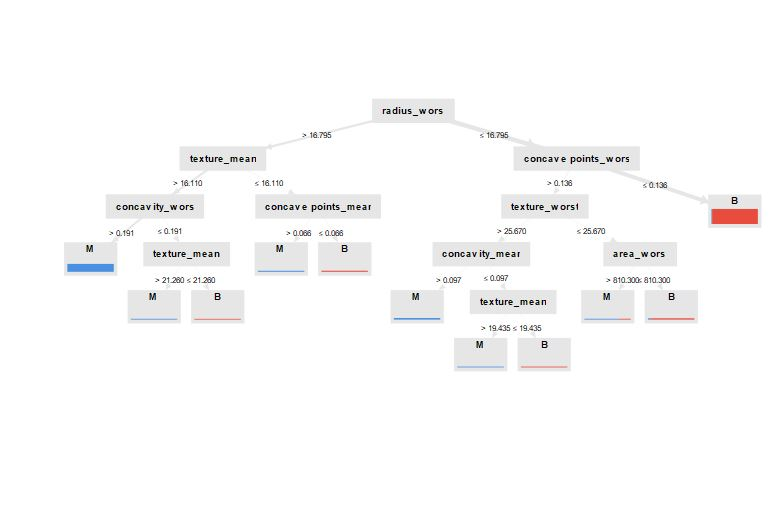 radius_wors
> 16.795
≤ 16.795
texture_mean
concave points_wors
> 16.110
≤ 16.110
> 0.136
≤ 0.136
concavity_wors
concave points_mear
texture_worst
B
> 0.191
≤ 0.191
> 0.066
≤ 0.066
> 25.670
≤ 25.670
M
texture_mean
M
B
concavity_mear
area_wors
> 21.260
≤ 21.260
> 0.097
≤ 0.097
> 810.300
≤ 810.300
M
B
M
texture_mean
M
B
> 19.435
≤ 19.435
M
B